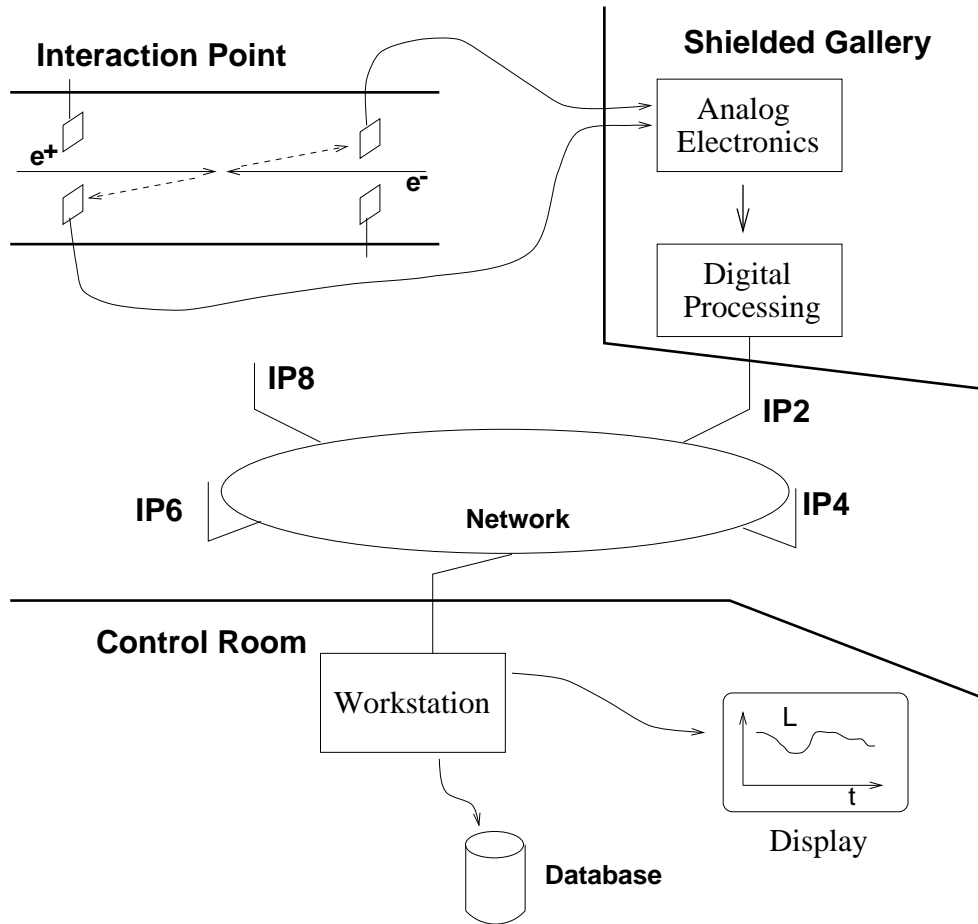 Interaction Point
Shielded Gallery
Analog
Electronics
e+
e-
Digital
Processing
IP8
IP2
IP6
IP4
Network
Control Room
Workstation
L
t
Display
Database